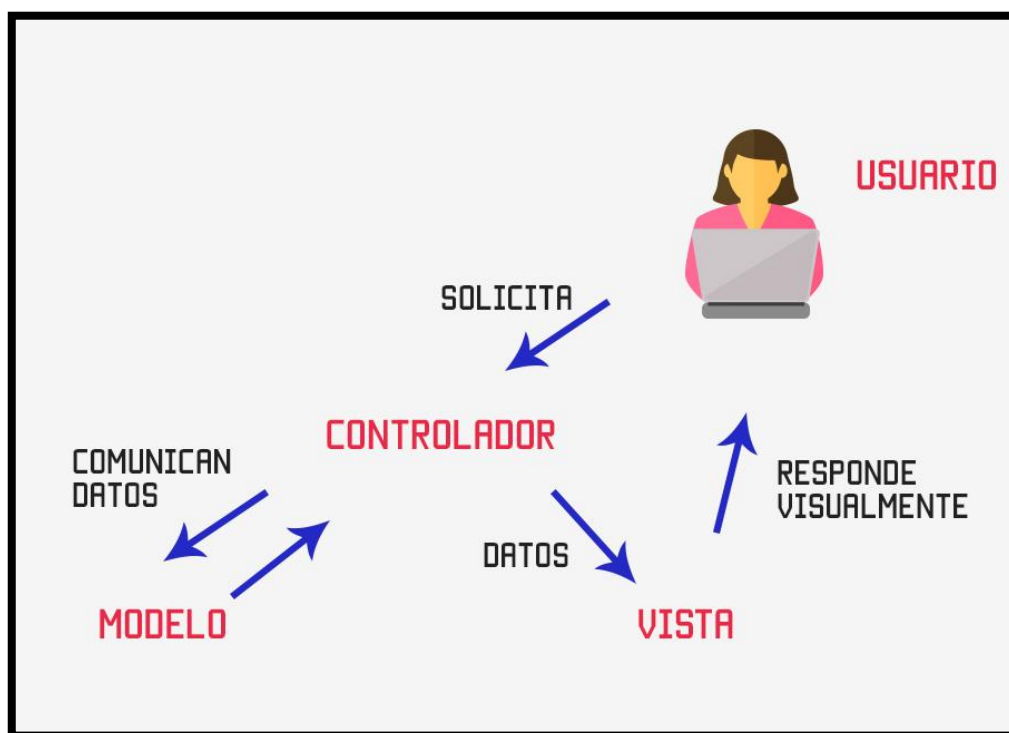 USUARIO
SOLICITA
CONTROLADOR
COMUNICAN
DATOS
RESPONDE
VISUALMENTE
DATOS
MODELO
VISTA